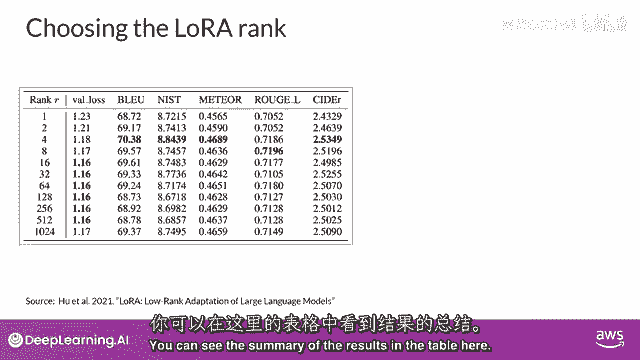 Choosing the LoRA rank
Rank r val_loss BLEU NIST METEOR ROUGE_L CIDEr
1 1.23 68.72 8.7215 0.4565 0.7052 2.4329
2 1.21 69.17 8.7413 0.4590 0.7052 2.4639
4 1.18 70.38 8.8439 0.4689 0.7186 2.5349
8 1.17 69.57 8.7457 0.4636 0.7196 2.5196
16 1.16 69.61 8.7483 0.4629 0.7177 2.4985
32 1.16 69.33 8.7736 0.4642 0.7105 2.5255
64 1.16 69.24 8.7174 0.4651 0.7180 2.5070
128 1.16 68.73 8.6718 0.4628 0.7127 2.5030
256 1.16 68.92 8.6982 0.4629 0.7128 2.5012
512 1.16 68.78 8.6857 0.4637 0.7128 2.5025
1024 1.17 69.37 8.7495 0.4659 0.7149 2.5090
Source: Hu et al. 2021, "LoRA: Low-Rank Adaptation of Large Language Models"
你可以在这里的表格中看到结果的总结。
You can see the summary of the results in the table here.
DeepLearning.AI
aws